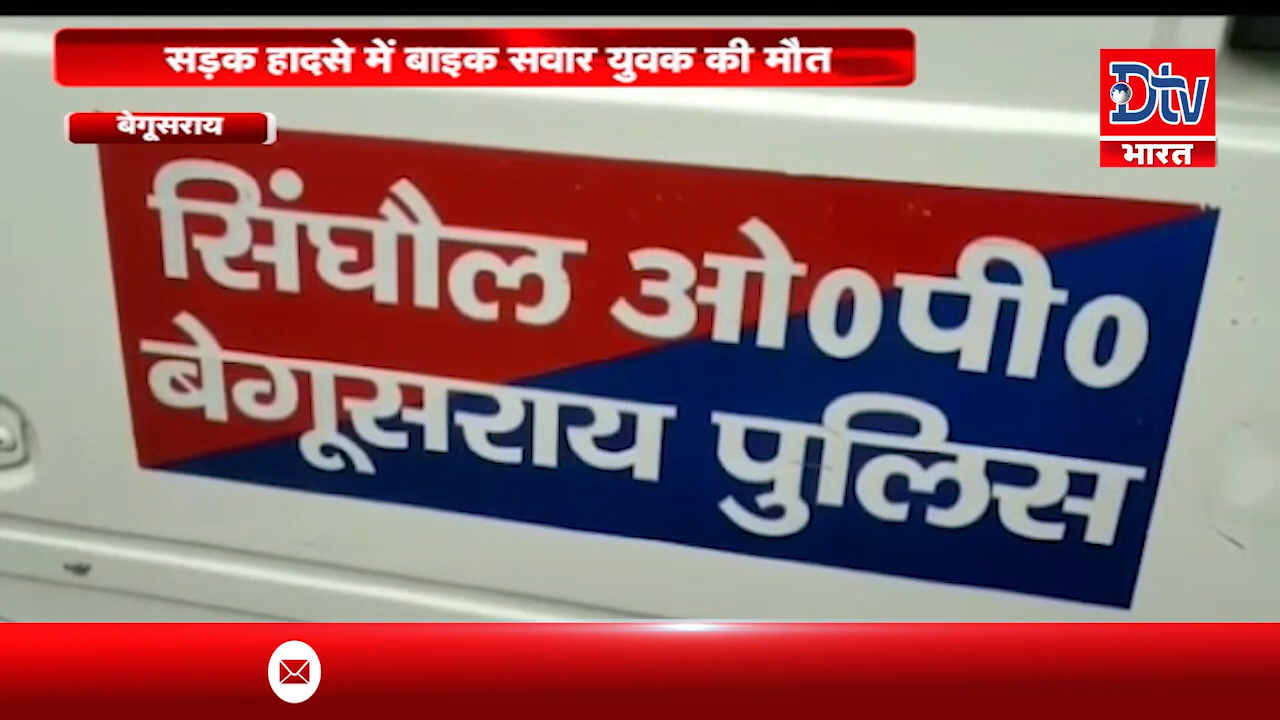 सड़क हादसे में बाइक सवार युवक की मौत
बेगूसराय
Dtv
भारत
सिंघौल ओ०पी०
बेगूसराय पुलिस